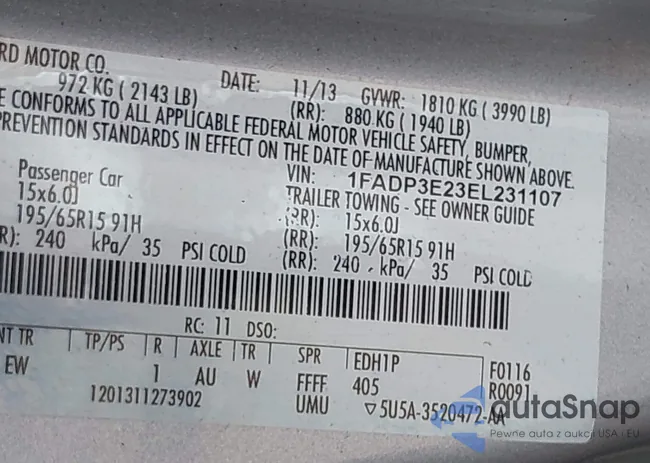 RD MOTOR CO.
DATE: 11/13 GVWR: 1810 KG ( 3990 LB)
972 KG ( 2143 LB) (RR): 880 KG ( 1940 LB)
E CONFORMS TO ALL APPLICABLE FEDERAL MOTOR VEHICLE SAFETY, BUMPER,
PREVENTION STANDARDS IN EFFECT ON THE DATE OF MANUFACTURE SHOWN ABOVE.
VIN: 1FADP3E23EL231107
Passenger Car TRAILER TOWING - SEE OWNER GUIDE
15x6.0J (RR): 15x6.0J
195/65R15 91H (RR): 195/65R15 91H
R): 240 kPa/ 35 PSI COLD (RR): 240 kPa/ 35 PSI COLD
RC: 11 DSO:
NT TR TP/PS R AXLE TR SPR EDH1P F0116
EW 1 AU W FFFF 405 R0091
1201311273902 UMU ▽5U5A-3520472-AA
autoSnap
Pewne auta z aukcji USA i EU